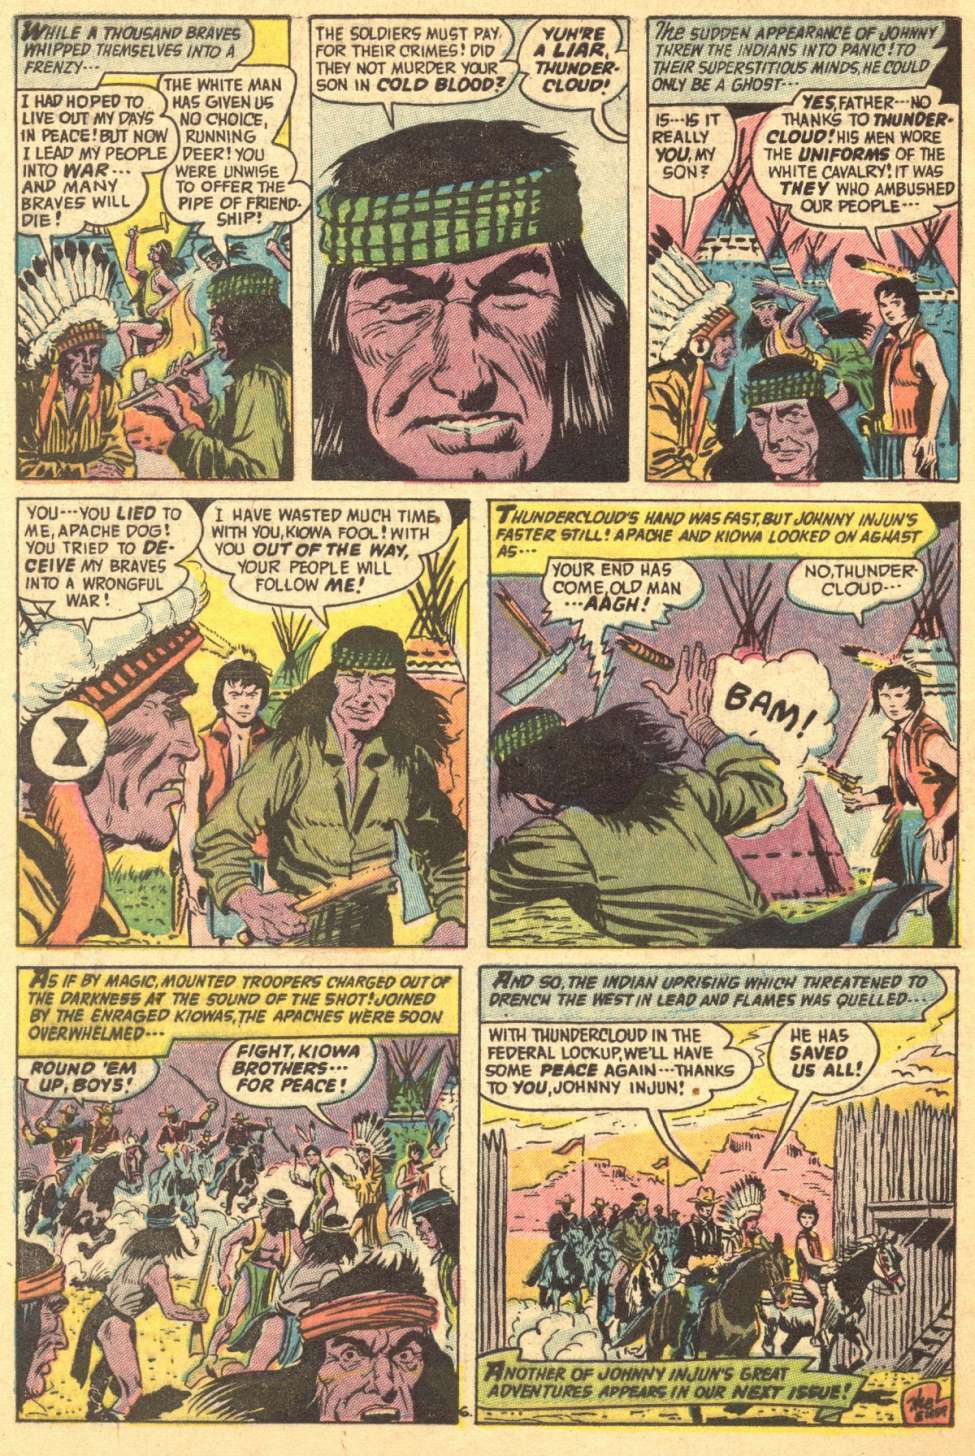 WHILE A THOUSAND BRAVES
WHIPPED THEMSELVES INTO A
FRENZY---
I HAD HOPED TO
LIVE OUT MY DAYS
IN PEACE! BUT NOW
I LEAD MY PEOPLE
INTO WAR---
AND MANY
BRAVES WILL
DIE!
THE WHITE MAN
HAS GIVEN US
NO CHOICE,
RUNNING
DEER! YOU
WERE UNWISE
TO OFFER THE
PIPE OF FRIEND-
SHIP!
THE SOLDIERS MUST PAY
FOR THEIR CRIMES! DID
THEY NOT MURDER YOUR
SON IN COLD BLOOD?
YUH'RE
A LIAR,
THUNDER-
CLOUD!
THE SUDDEN APPEARANCE OF JOHNNY
THREW THE INDIANS INTO PANIC! TO
THEIR SUPERSTITIOUS MINDS, HE COULD
ONLY BE A GHOST---
IS---IS IT
REALLY
YOU, MY
SON?
YES, FATHER---NO
THANKS TO THUNDER-
CLOUD! HIS MEN WORE
THE UNIFORMS OF THE
WHITE CAVALRY! IT WAS
THEY WHO AMBUSHED
OUR PEOPLE---
YOU---YOU LIED TO
ME, APACHE DOG!
YOU TRIED TO DE-
CEIVE MY BRAVES
INTO A WRONGFUL
WAR!
I HAVE WASTED MUCH TIME
WITH YOU, KIOWA FOOL! WITH
YOU OUT OF THE WAY,
YOUR PEOPLE WILL
FOLLOW ME!
THUNDERCLOUD'S HAND WAS FAST, BUT JOHNNY INJUN'S
FASTER STILL! APACHE AND KIOWA LOOKED ON AGHAST
AS---
YOUR END HAS
COME, OLD MAN
---AAGH!
NO, THUNDER-
CLOUD---
BAM!
AS IF BY MAGIC, MOUNTED TROOPERS CHARGED OUT OF
THE DARKNESS AT THE SOUND OF THE SHOT! JOINED
BY THE ENRAGED KIOWAS, THE APACHES WERE SOON
OVERWHELMED---
ROUND 'EM
UP, BOYS!
FIGHT, KIOWA
BROTHERS---
FOR PEACE!
6.
AND SO, THE INDIAN UPRISING WHICH THREATENED TO
DRENCH THE WEST IN LEAD AND FLAMES WAS QUELLED---
WITH THUNDERCLOUD IN THE
FEDERAL LOCKUP, WE'LL HAVE
SOME PEACE AGAIN---THANKS
TO YOU, JOHNNY INJUN!
HE HAS
SAVED
US ALL!
ANOTHER OF JOHNNY INJUN'S GREAT
ADVENTURES APPEARS IN OUR NEXT ISSUE!
THE
END